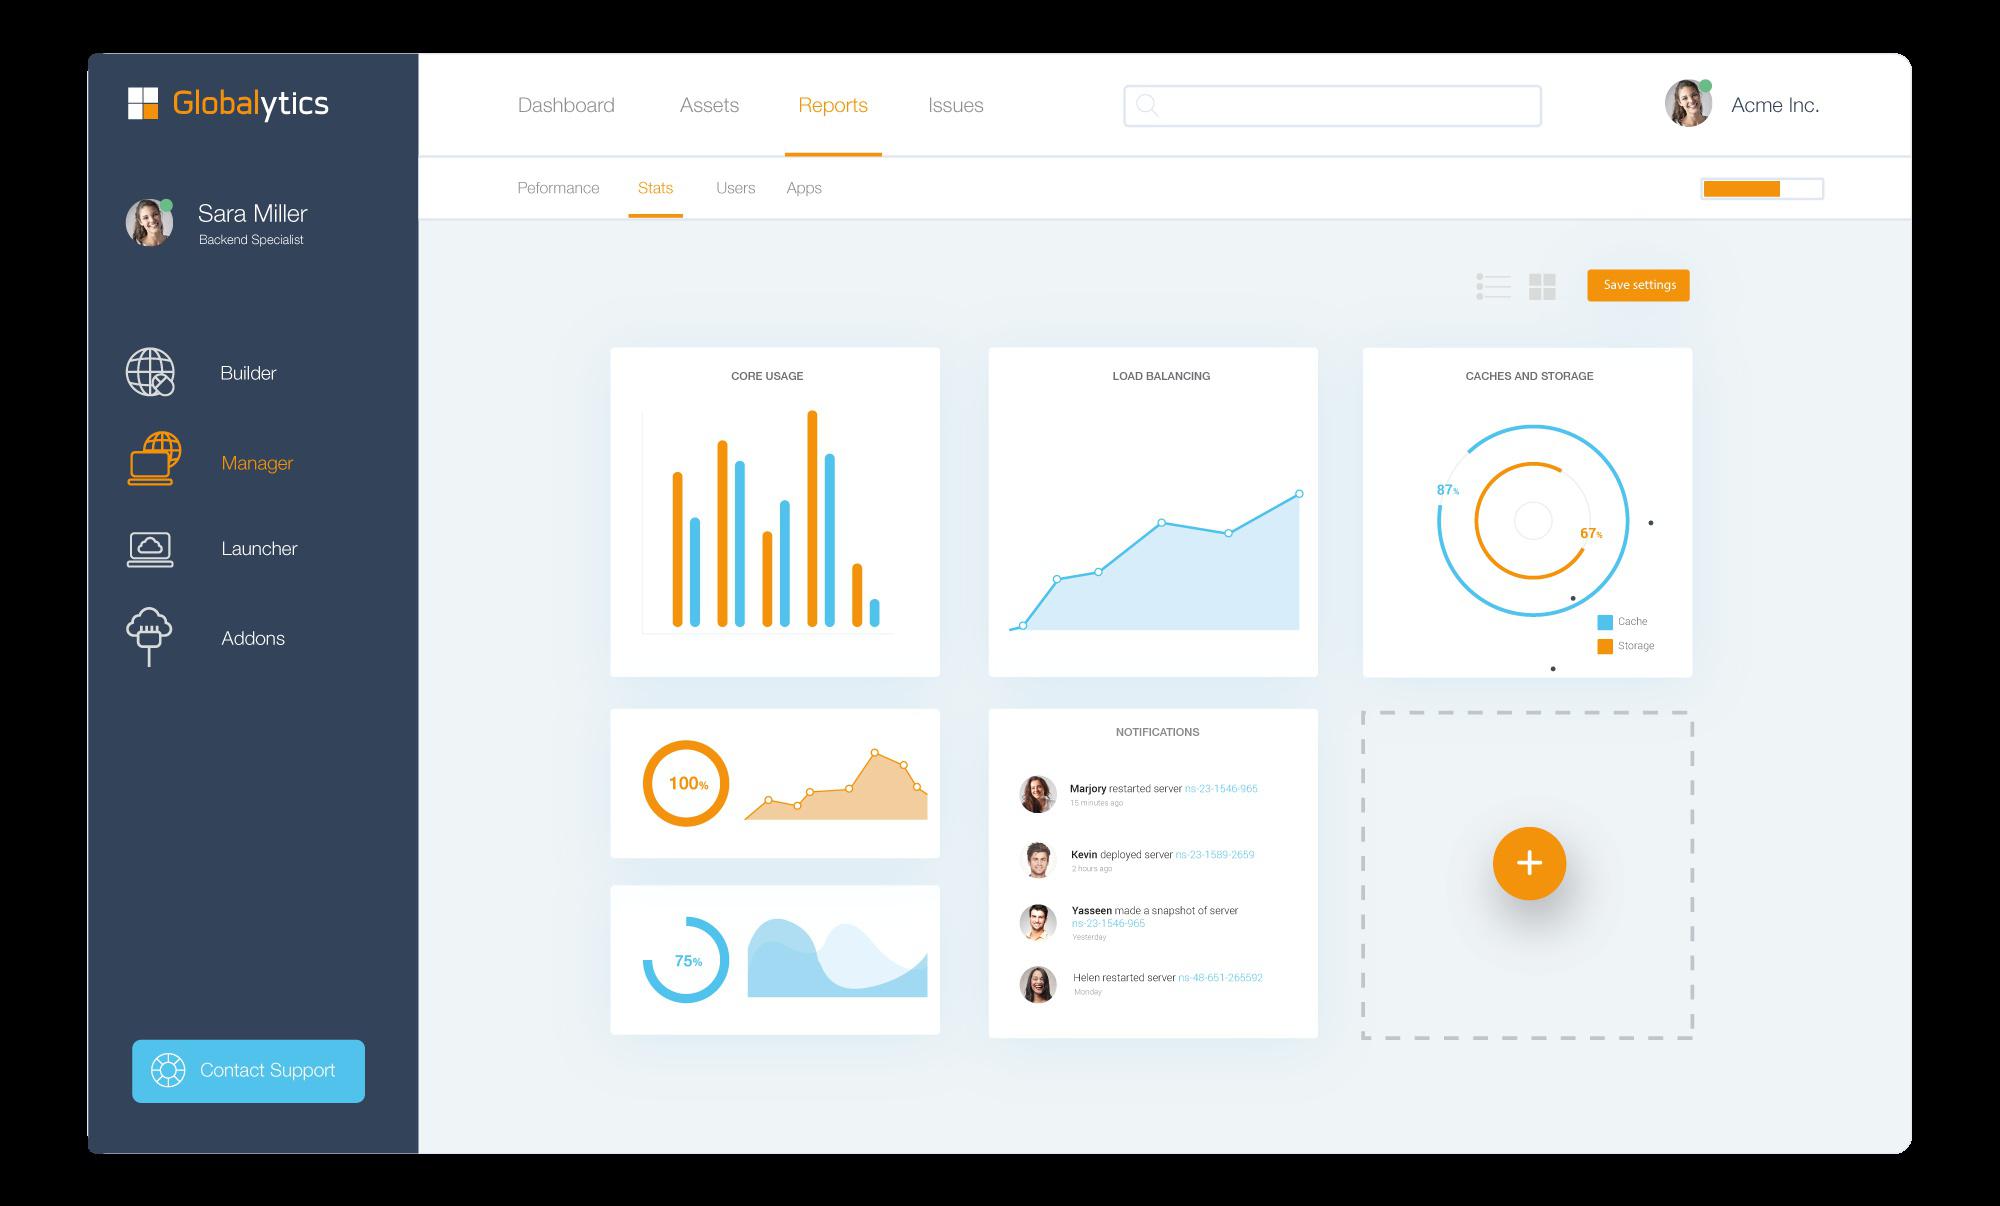 Globalytics
Dashboard
Assets
Reports
Issues
Acme Inc.
Peformance
Stats
Users
Apps
Sara Miller
Backend Specialist
Builder
Manager
Launcher
Addons
Contact Support
Save settings
CORE USAGE
LOAD BALANCING
CACHES AND STORAGE
87%
67%
Cache
Storage
100%
75%
NOTIFICATIONS
Marjory restarted server ns-23-1546-965
15 minutes ago
Kevin deployed server ns-23-1589-2659
2 hours ago
Yasseen made a snapshot of server
ns-23-1546-965
Yesterday
Helen restarted server ns-48-651-265592
Monday